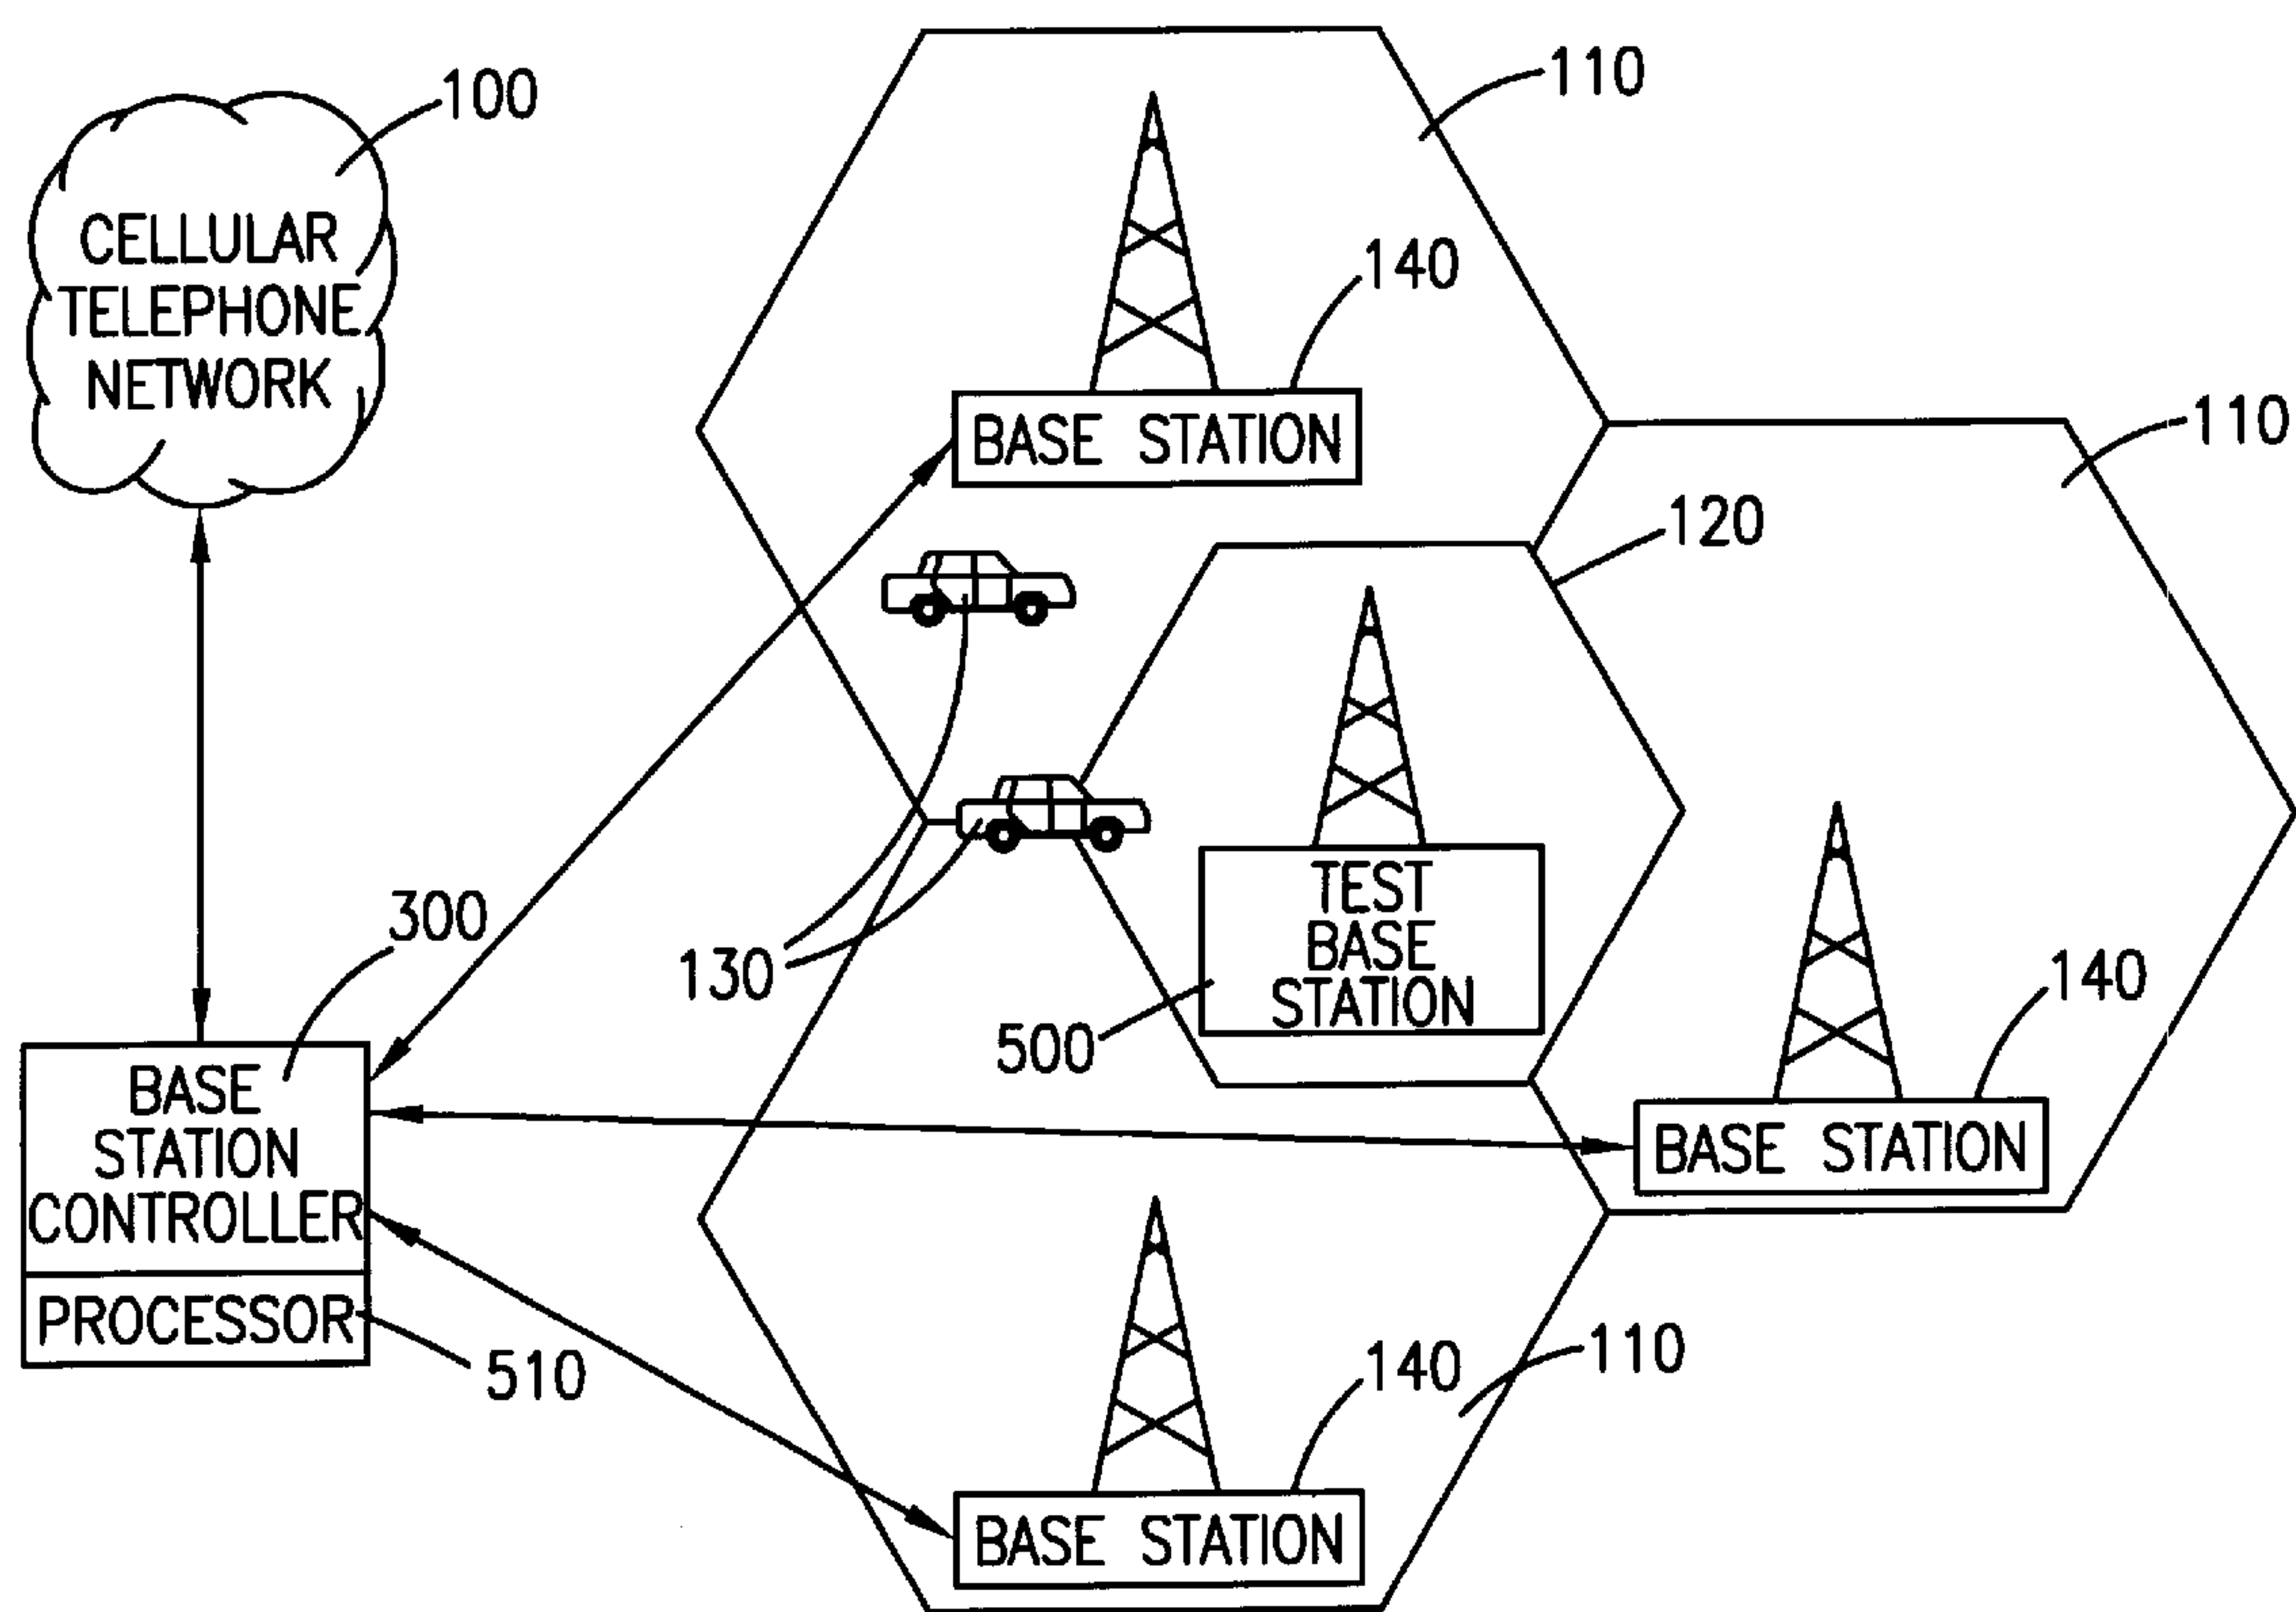 100
CELLULAR
TELEPHONE
NETWORK
110
140
BASE STATION
110
120
300
130
TEST
BASE
STATION
500
140
BASE STATION
BASE
STATION
CONTROLLER
PROCESSOR
510
140
110
BASE STATION